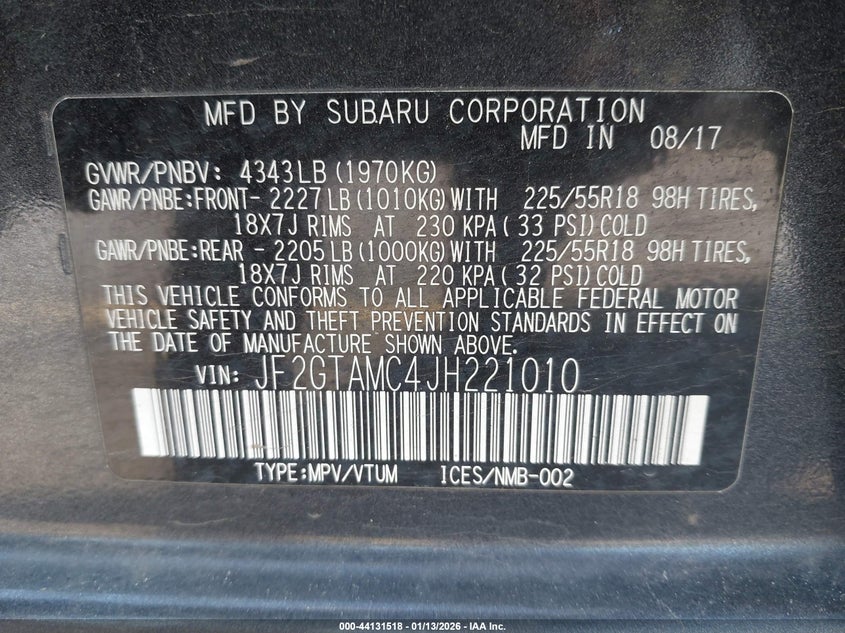 MFD BY SUBARU CORPORATION
MFD IN 08/17
GVWR/PNBV: 4343LB (1970KG)
GAWR/PNBE:FRONT- 2227LB (1010KG) WITH 225/55R18 98H TIRES,
18X7J RIMS AT 230 KPA( 33 PSI) COLD
GAWR/PNBE:REAR - 2205LB (1000KG) WITH 225/55R18 98H TIRES,
18X7J RIMS AT 220 KPA( 32 PSI) COLD
THIS VEHICLE CONFORMS TO ALL APPLICABLE FEDERAL MOTOR
VEHICLE SAFETY AND THEFT PREVENTION STANDARDS IN EFFECT ON
THE DATE OF MANUFACTURE SHOWN ABOVE.
VIN: JF2GTAMC4JH221010
TYPE:MPV/VTUM ICES/NMB-002
000-44131518 - 01/13/2026 - IAA Inc.